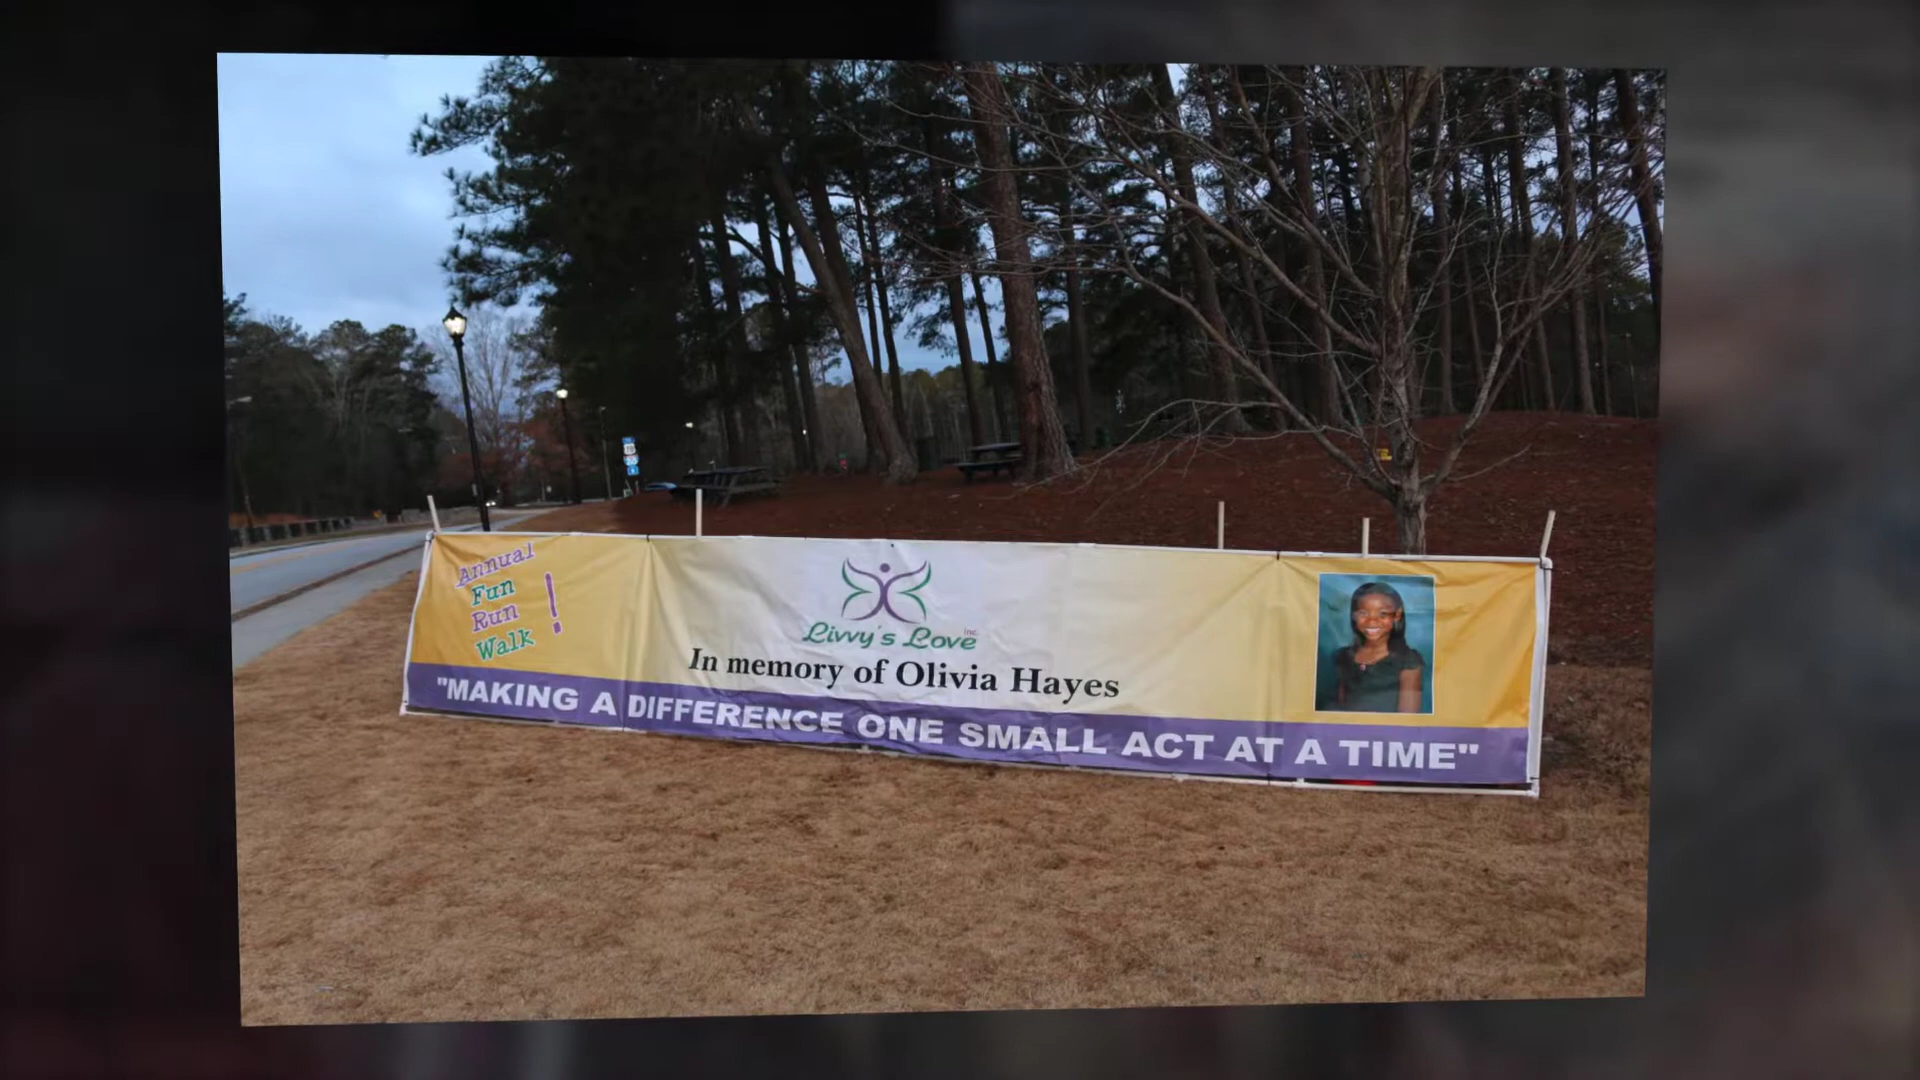 Annual
Fun
Run
Walk
!
Livvy's Love Inc.
In memory of Olivia Hayes
"MAKING A DIFFERENCE ONE SMALL ACT AT A TIME"